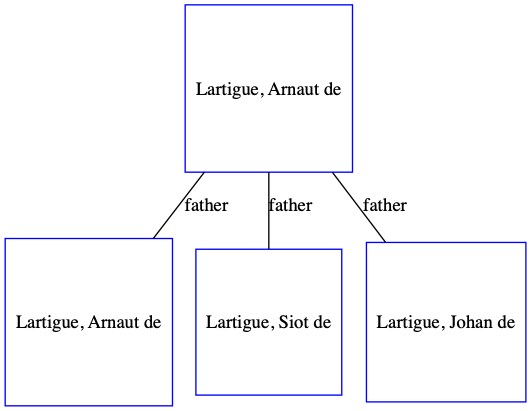 Lartigue, Arnaut de
father
father
father
Lartigue, Arnaut de
Lartigue, Siot de
Lartigue, Johan de